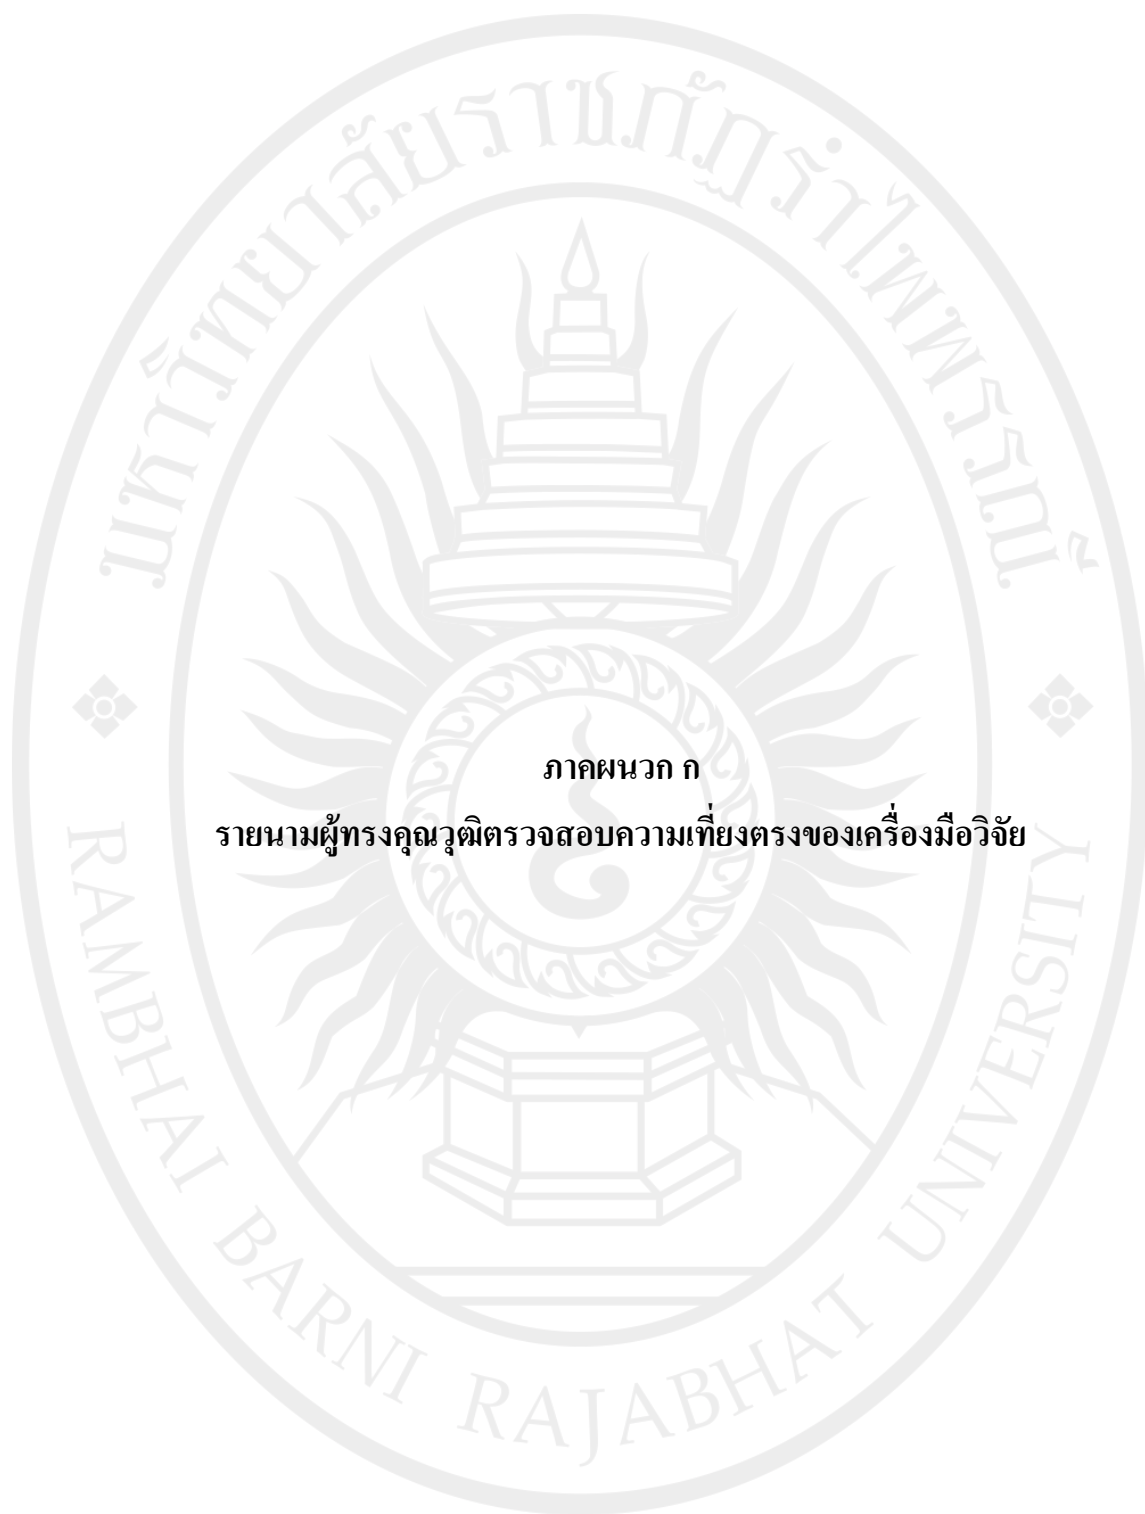 มหาวิทยาลัยราชภัฏรำไพพรรณี
ภาคผนวก ก
รายนามผู้ทรงคุณวุฒิตรวจสอบความเที่ยงตรงของเครื่องมือวิจัย
RAMBHAI BARNI RAJABHAT UNIVERSITY